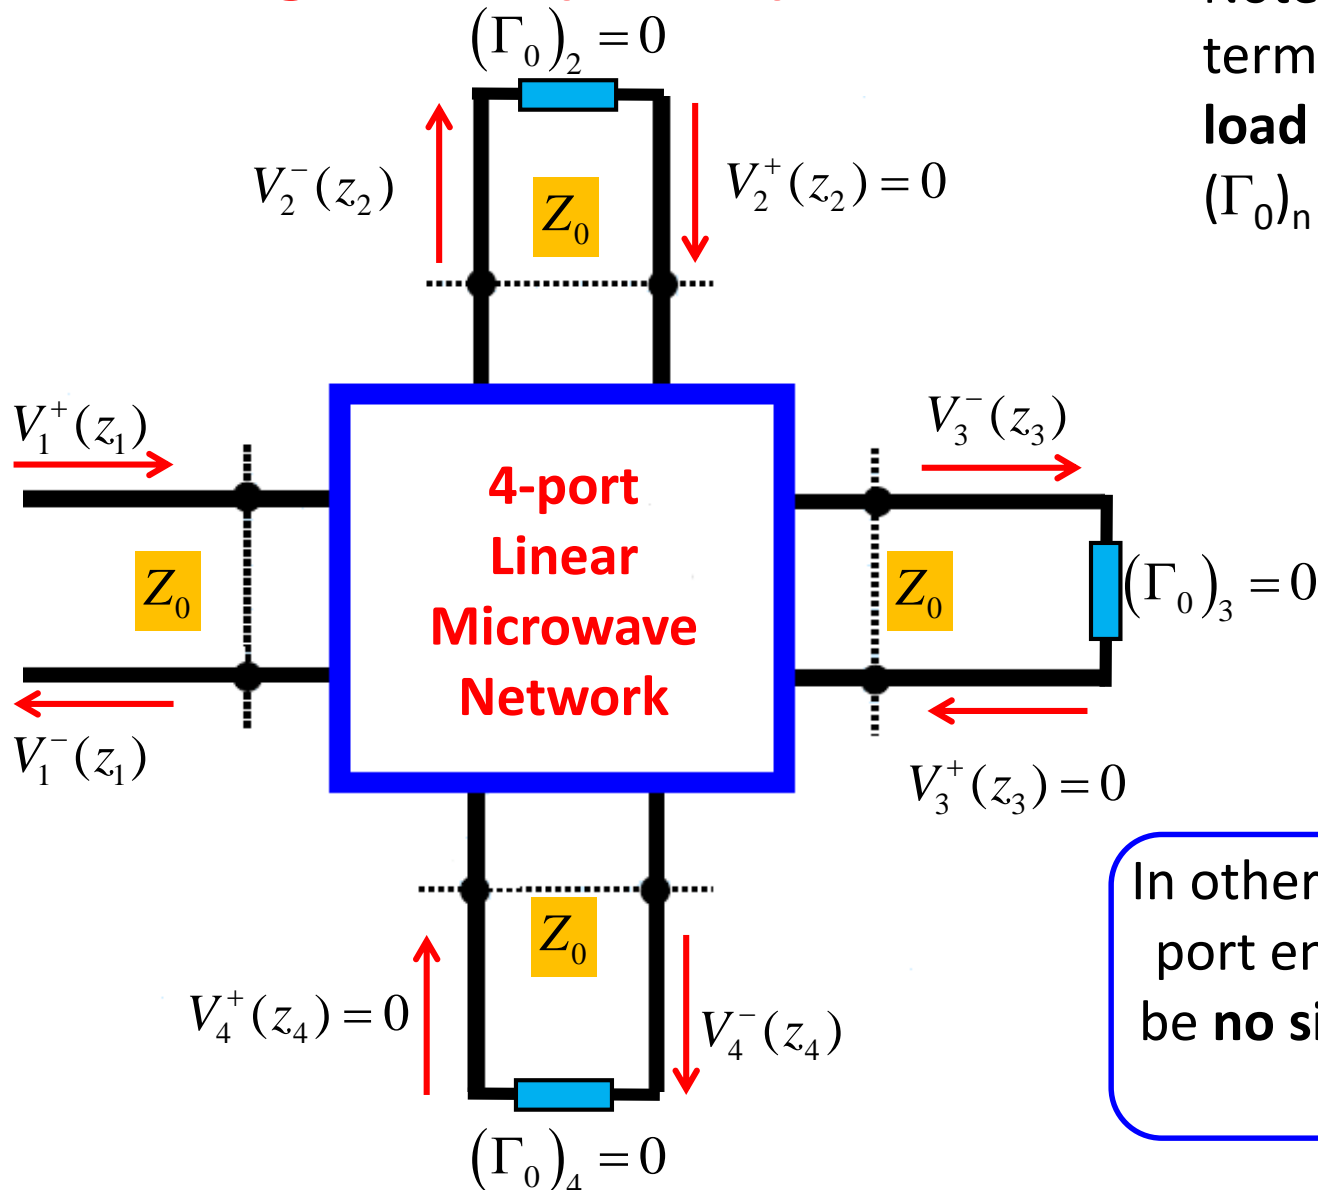 (Γ₀)₂ = 0
Note
term
load
(Γ₀)ₙ
V₂⁻(z₂)
V₂⁺(z₂) = 0
Z₀
V₁⁺(z₁)
V₃⁻(z₃)
4-port
Linear
Microwave
Network
Z₀
Z₀
(Γ₀)₃ = 0
V₁⁻(z₁)
V₃⁺(z₃) = 0
In other
port en
be no si
Z₀
V₄⁺(z₄) = 0
V₄⁻(z₄)
(Γ₀)₄ = 0